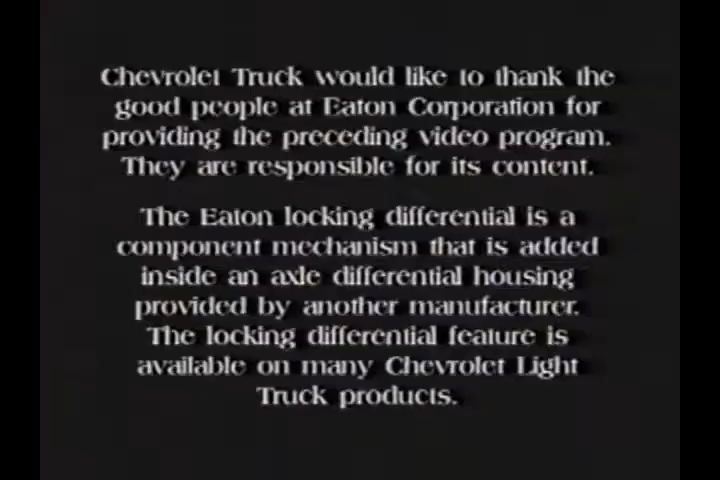 Chevrolet Truck would like to thank the
good people at Eaton Corporation for
providing the preceding video program.
They are responsible for its content.
The Eaton locking differential is a
component mechanism that is added
inside an axle differential housing
provided by another manufacturer.
The locking differential feature is
available on many Chevrolet Light
Truck products.